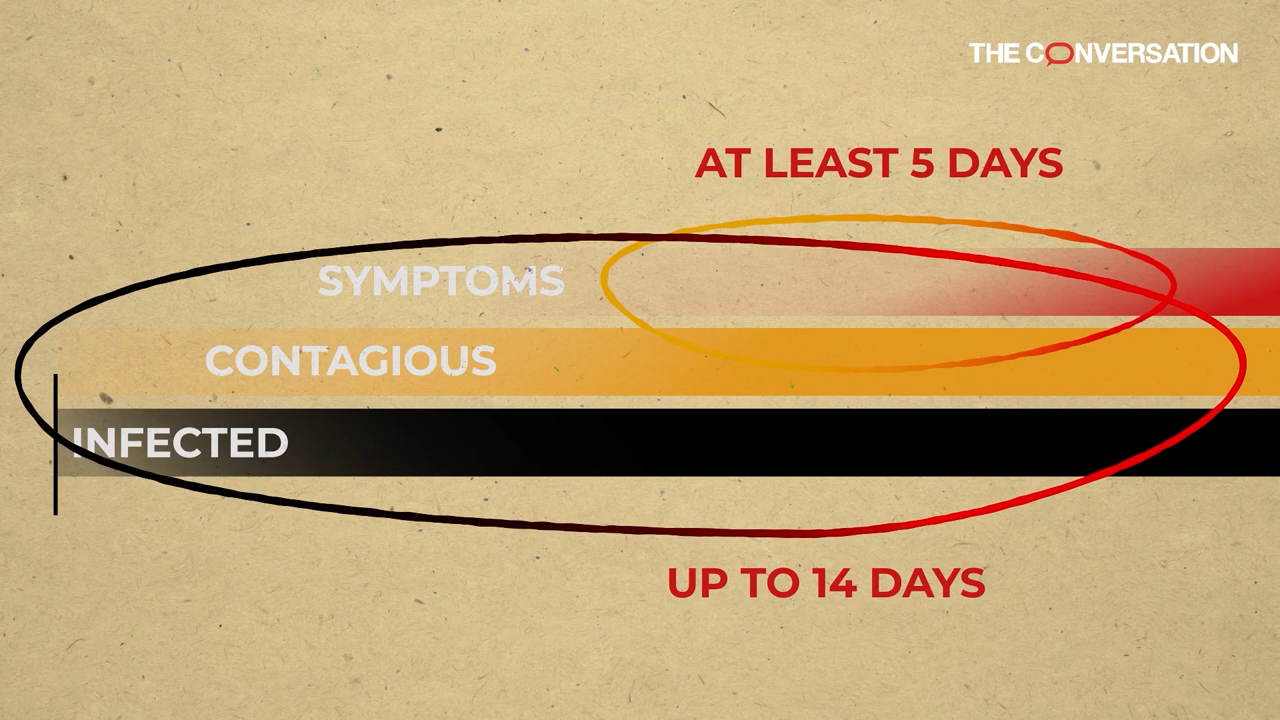 THE CONVERSATION
AT LEAST 5 DAYS
SYMPTOMS
CONTAGIOUS
INFECTED
UP TO 14 DAYS